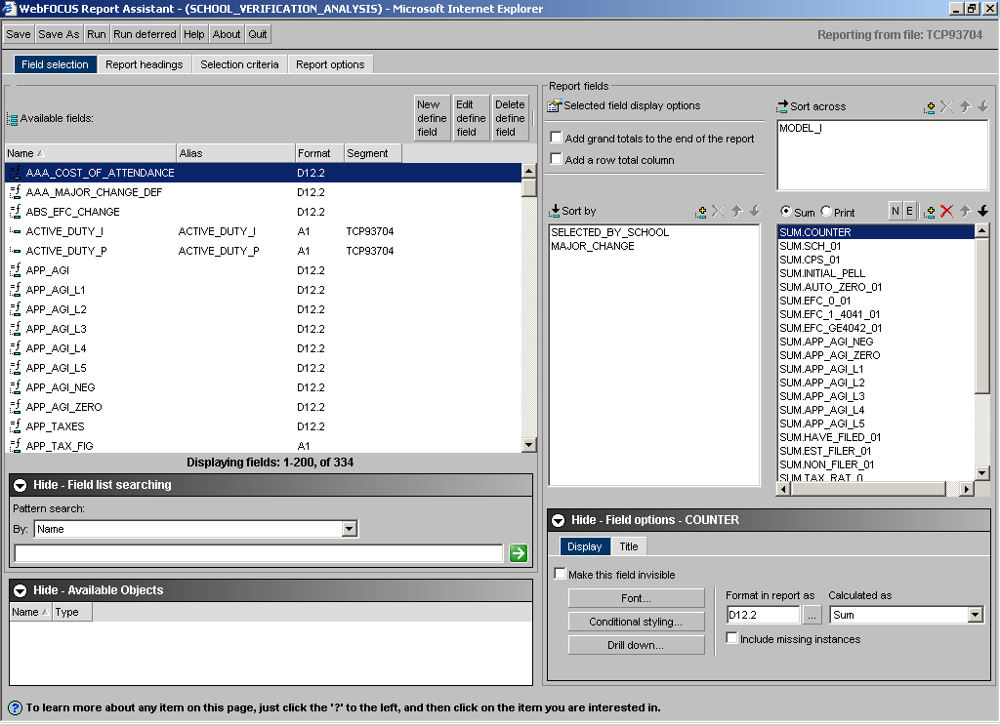 WebFOCUS Report Assistant - (SCHOOL_VERIFICATION_ANALYSIS) - Microsoft Internet Explorer
Save Save As Run Run deferred Help About Quit
Reporting from file: TCP93704
Field selection Report headings Selection criteria Report options
Available fields:
New define field
Edit define field
Delete define field
Name Alias Format Segment
AAA_COST_OF_ATTENDANCE D12.2
AAA_MAJOR_CHANGE_DEF D12.2
ABS_EFC_CHANGE D12.2
ACTIVE_DUTY_I ACTIVE_DUTY_I A1 TCP93704
ACTIVE_DUTY_P ACTIVE_DUTY_P A1 TCP93704
APP_AGI D12.2
APP_AGI_L1 D12.2
APP_AGI_L2 D12.2
APP_AGI_L3 D12.2
APP_AGI_L4 D12.2
APP_AGI_L5 D12.2
APP_AGI_NEG D12.2
APP_AGI_ZERO D12.2
APP_TAXES D12.2
APP_TAX_FIG A1
Displaying fields: 1-200, of 334
Hide - Field list searching
Pattern search:
By: Name
Hide - Available Objects
Name Type
Report fields
Selected field display options
Add grand totals to the end of the report
Add a row total column
Sort across
MODEL_I
Sort by
SELECTED_BY_SCHOOL
MAJOR_CHANGE
Sum Print N E
SUM.COUNTER
SUM.SCH_01
SUM.CPS_01
SUM.INITIAL_PELL
SUM.AUTO_ZERO_01
SUM.EFC_0_01
SUM.EFC_1_4041_01
SUM.EFC_GE4042_01
SUM.APP_AGI_NEG
SUM.APP_AGI_ZERO
SUM.APP_AGI_L1
SUM.APP_AGI_L2
SUM.APP_AGI_L3
SUM.APP_AGI_L4
SUM.APP_AGI_L5
SUM.HAVE_FILED_01
SUM.EST_FILER_01
SUM.NON_FILER_01
SUM.TAX_RAT_0
Hide - Field options - COUNTER
Display Title
Make this field invisible
Font...
Conditional styling...
Drill down...
Format in report as Calculated as
D12.2 ... Sum
Include missing instances
? To learn more about any item on this page, just click the '?' to the left, and then click on the item you are interested in.